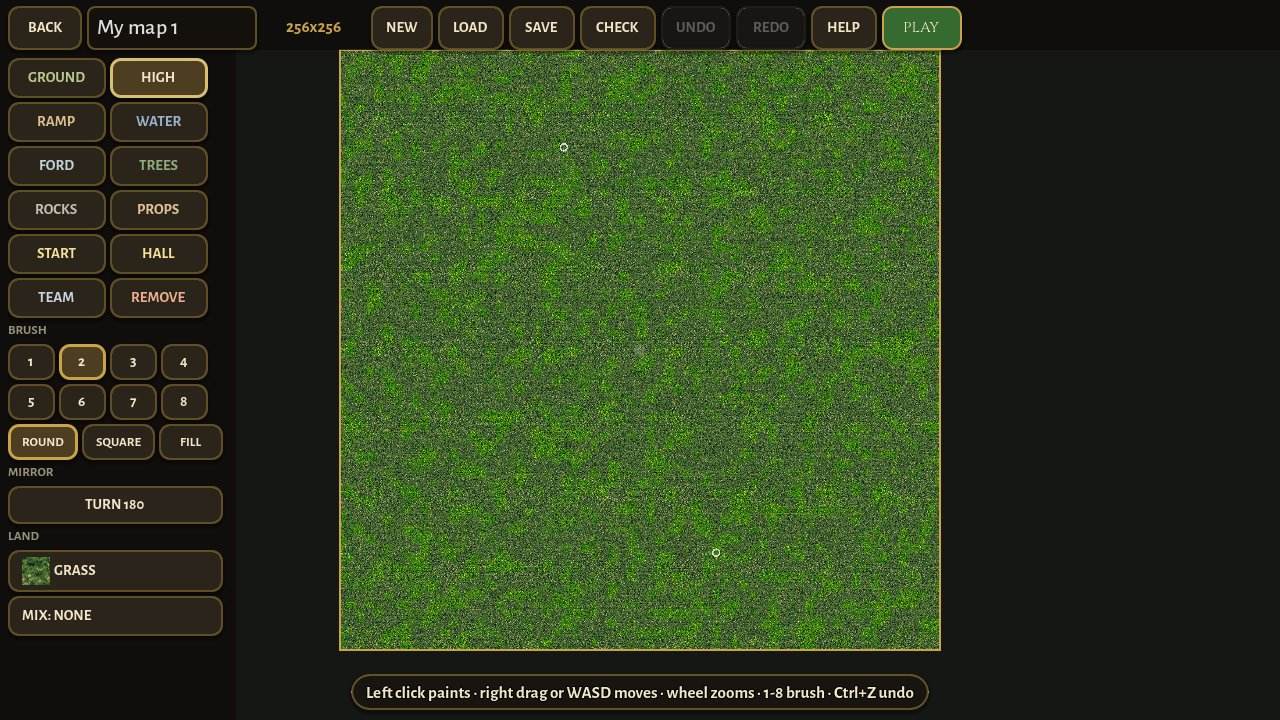 BACK
My map 1
256x256
NEW
LOAD
SAVE
CHECK
UNDO
REDO
HELP
PLAY
GROUND
HIGH
RAMP
WATER
FORD
TREES
ROCKS
PROPS
START
HALL
TEAM
REMOVE
BRUSH
1
2
3
4
5
6
7
8
ROUND
SQUARE
FILL
MIRROR
TURN 180
LAND
GRASS
MIX: NONE
Left click paints · right drag or WASD moves · wheel zooms · 1-8 brush · Ctrl+Z undo